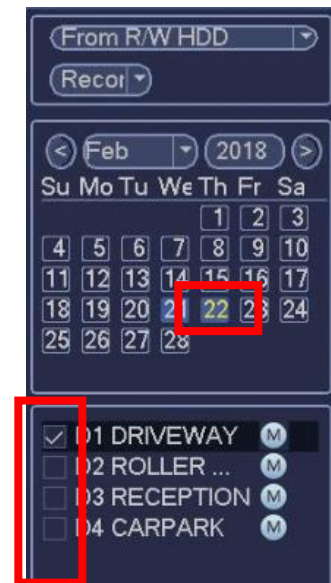 From R/W HDD
Recor
< Feb 2018 >
Su Mo Tu We Th Fr Sa
1 2 3
4 5 6 7 8 9 10
11 12 13 14 15 16 17
18 19 20 21 22 23 24
25 26 27 28
D1 DRIVEWAY M
D2 ROLLER ... M
D3 RECEPTION M
D4 CARPARK M